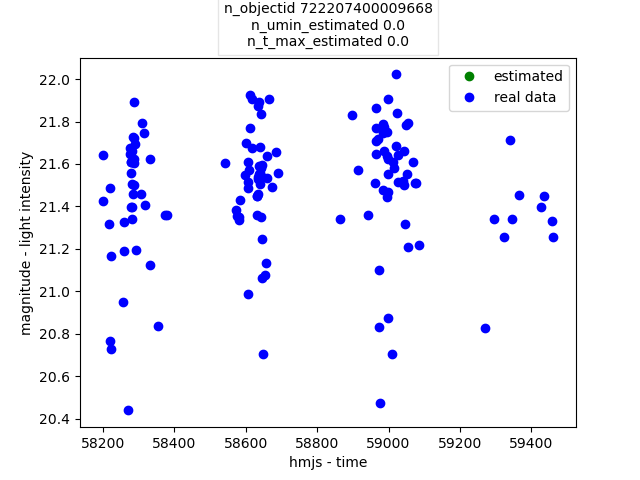 n_objectid 722207400009668
n_umin_estimated 0.0
n_t_max_estimated 0.0
estimated
real data
magnitude - light intensity
22.0
21.8
21.6
21.4
21.2
21.0
20.8
20.6
20.4
58200 58400 58600 58800 59000 59200 59400
hmjs - time